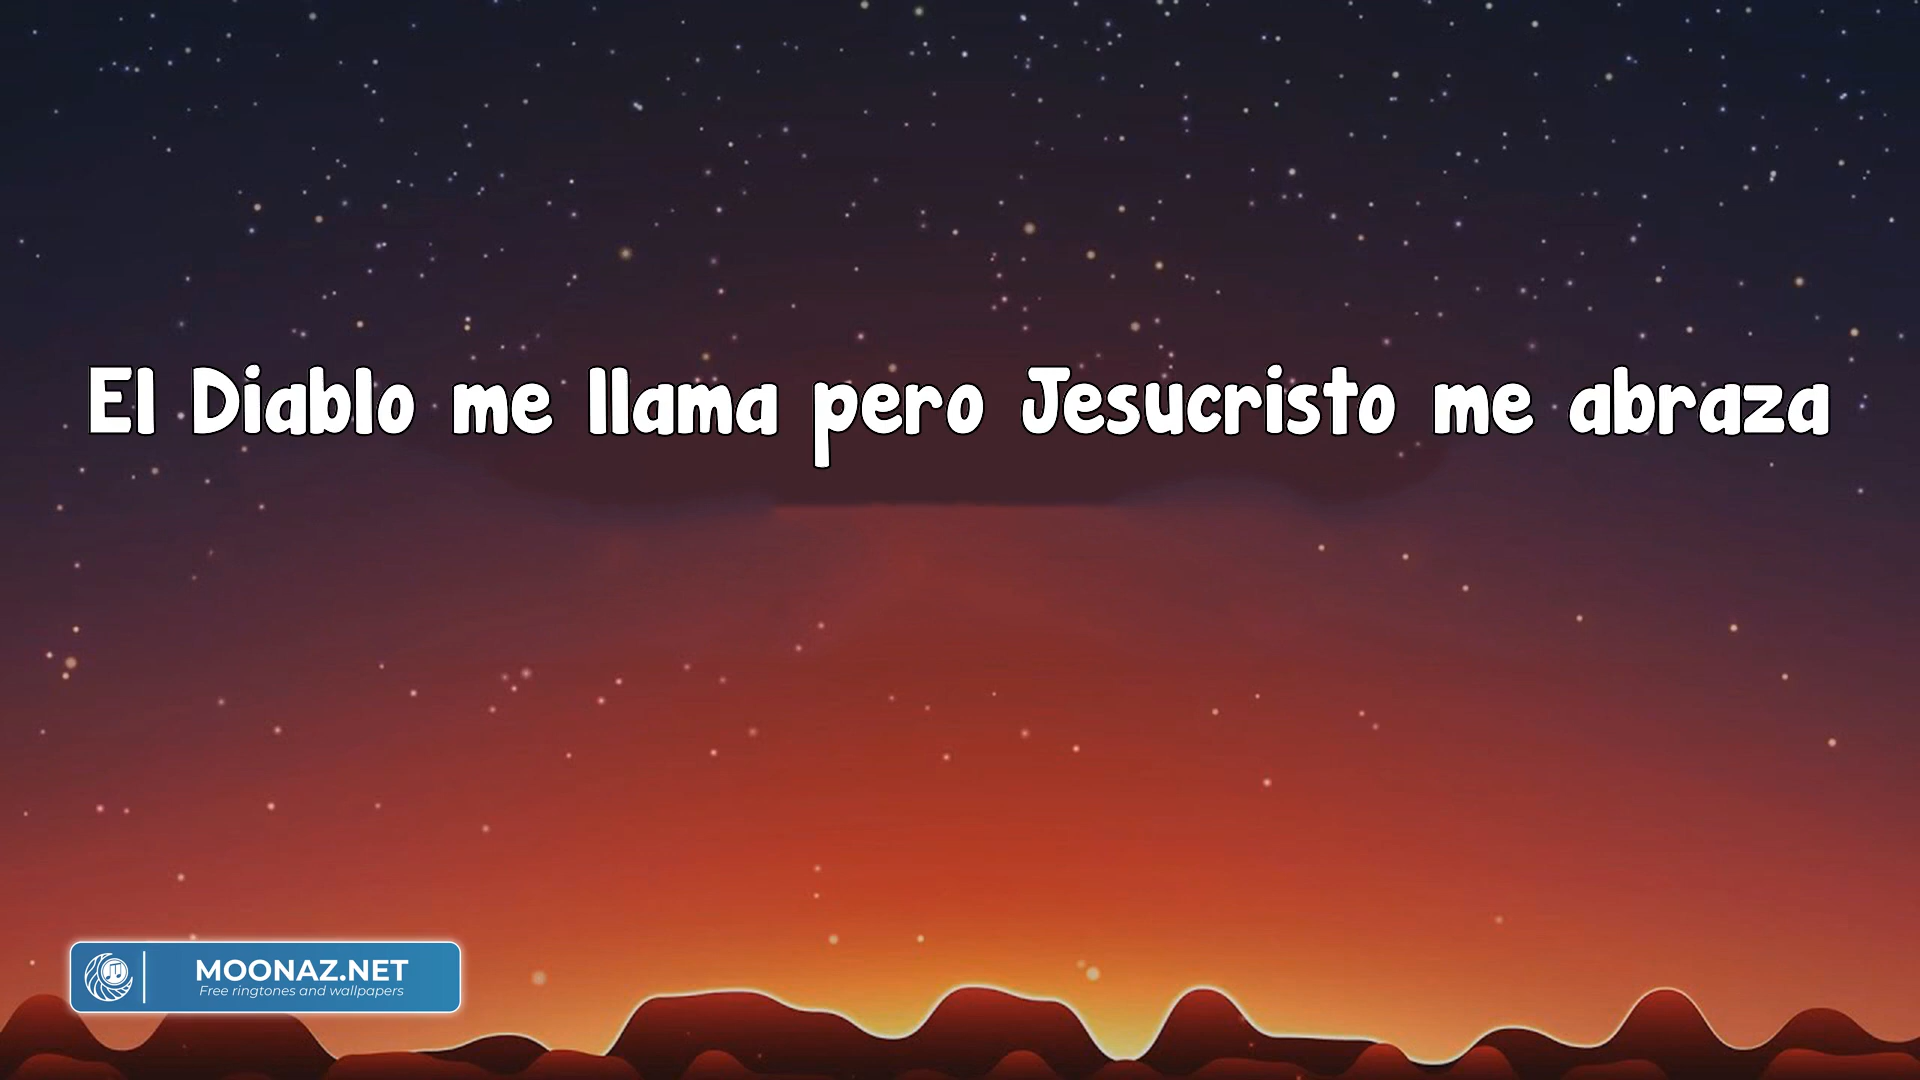 El Diablo me llama pero Jesucristo me abraza
MOONAZ.NET
Free ringtones and wallpapers